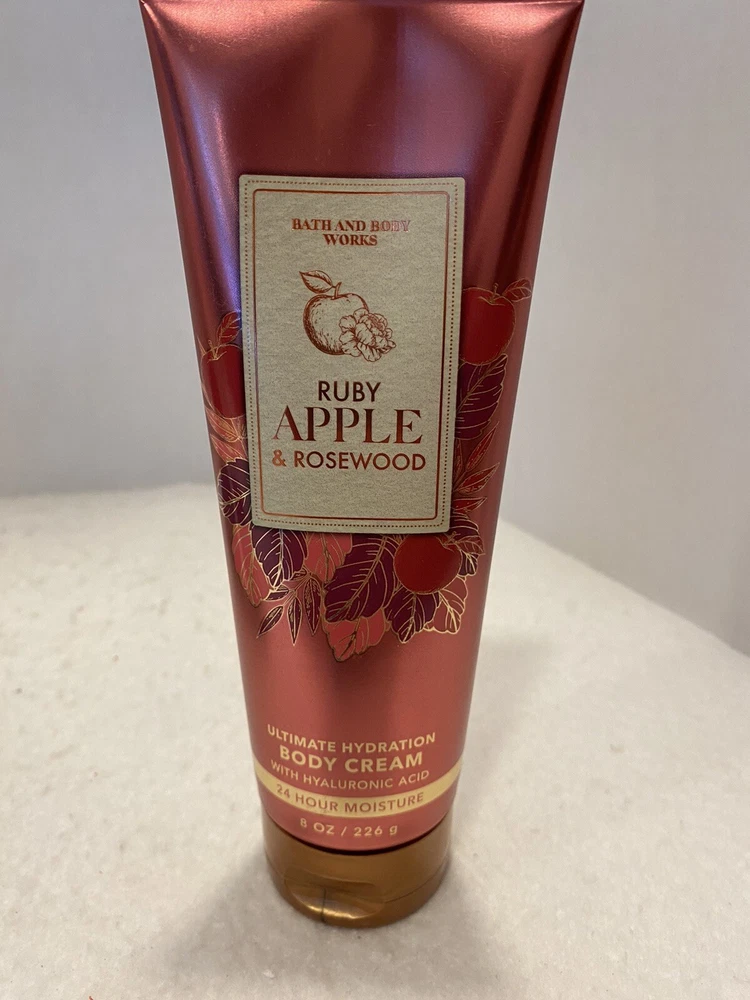 BATH AND BODY
WORKS
RUBY
APPLE
& ROSEWOOD
ULTIMATE HYDRATION
BODY CREAM
WITH HYALURONIC ACID
24 HOUR MOISTURE
8 OZ / 226 g